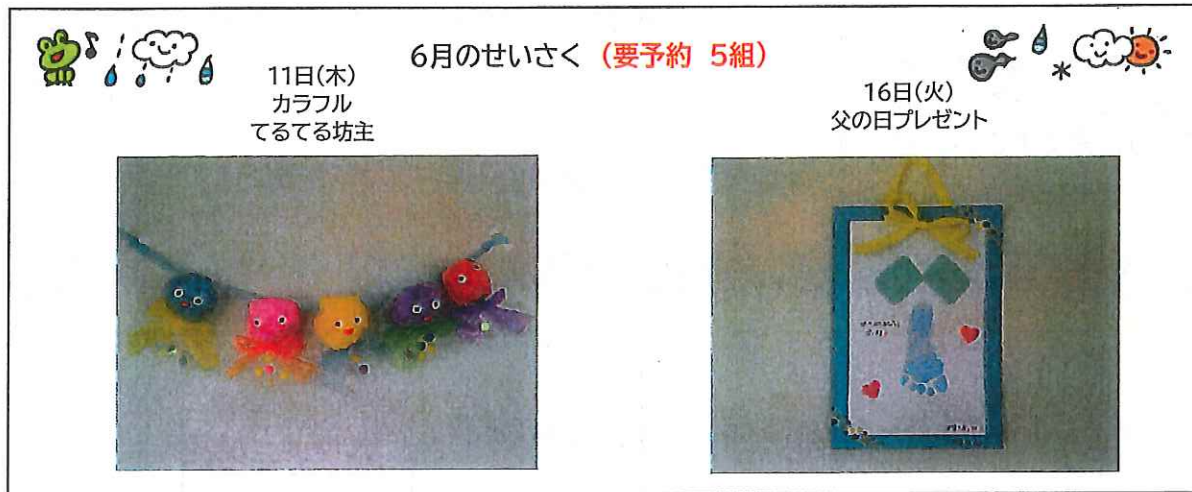 6月のせいさく (要予約 5組)
11日(木)
カラフル
てるてる坊主
16日(火)
父の日プレゼント